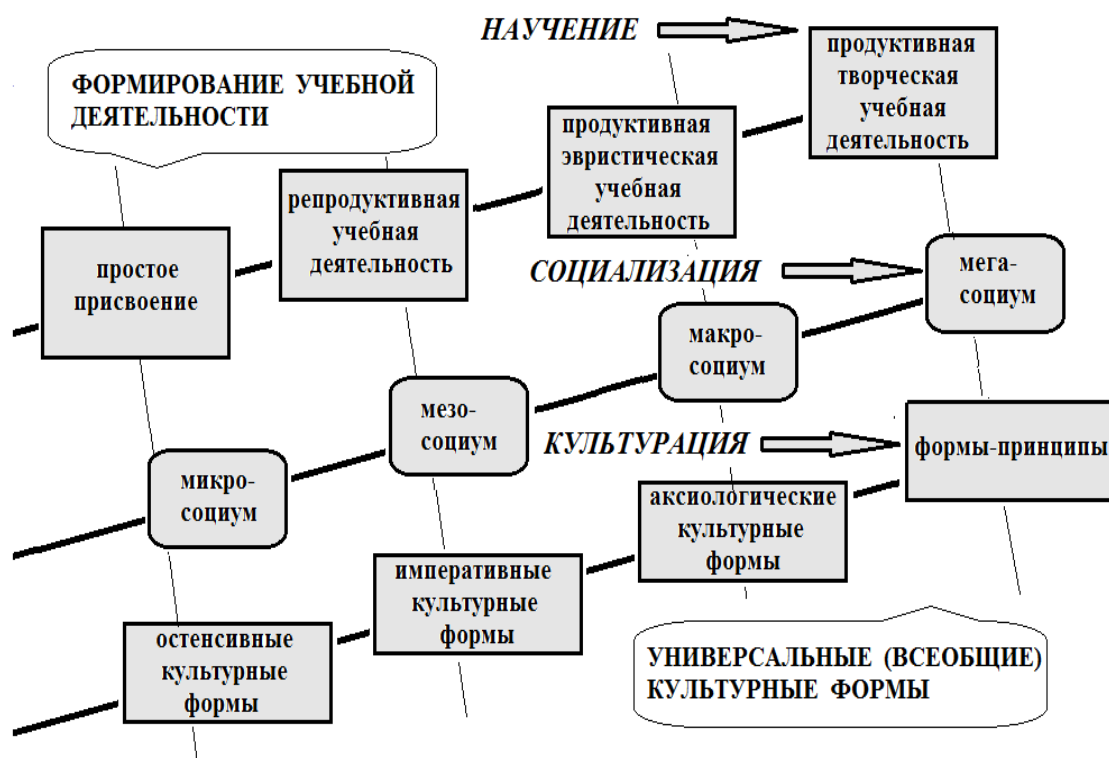 НАУЧЕНИЕ
продуктивная
творческая
учебная
деятельность
ФОРМИРОВАНИЕ УЧЕБНОЙ
ДЕЯТЕЛЬНОСТИ
продуктивная
эвристическая
учебная
деятельность
репродуктивная
учебная
деятельность
простое
присвоение
СОЦИАЛИЗАЦИЯ
мега-
социум
макро-
социум
мезо-
социум
микро-
социум
КУЛЬТУРАЦИЯ
формы-принципы
аксиологические
культурные
формы
императивные
культурные
формы
остенсивные
культурные
формы
УНИВЕРСАЛЬНЫЕ (ВСЕОБЩИЕ)
КУЛЬТУРНЫЕ ФОРМЫ